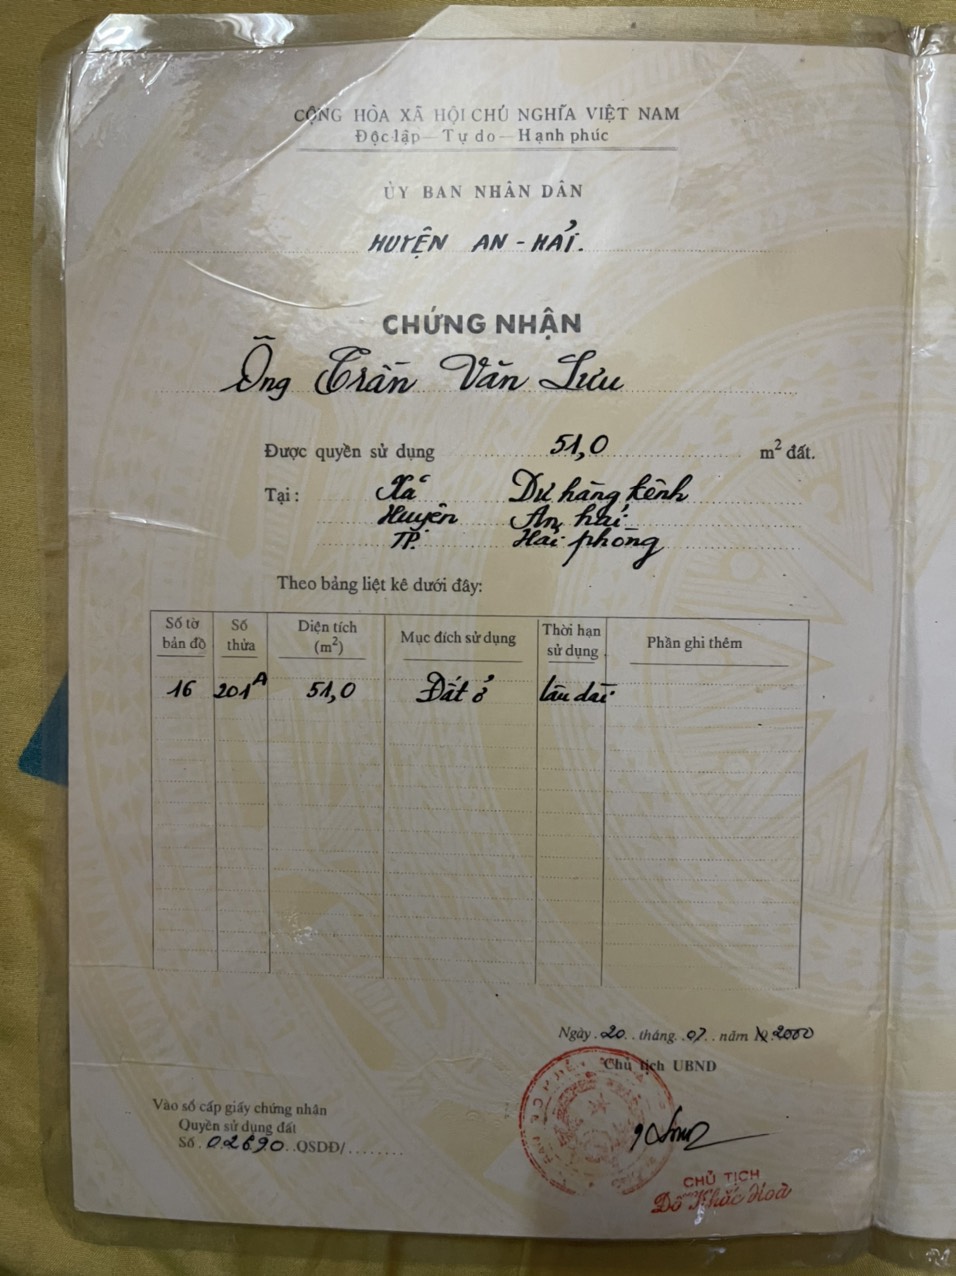 CỘNG HÒA XÃ HỘI CHỦ NGHĨA VIỆT NAM
Độc lập – Tự do – Hạnh phúc
ỦY BAN NHÂN DÂN
HUYỆN AN - HẢI.
CHỨNG NHẬN
Ông Trần Văn Lưu
Được quyền sử dụng 51,0 m² đất.
Tại: Xã Dư hàng kênh
Huyện An hải
TP. Hải phòng
Theo bảng liệt kê dưới đây:
Số tờ bản đồ Số thửa Diện tích (m²) Mục đích sử dụng Thời hạn sử dụng Phần ghi thêm
16 201A 51,0 Đất ở lâu dài
Ngày 20 tháng 07 năm 2000
Chủ tịch UBND
Vào sổ cấp giấy chứng nhận
Quyền sử dụng đất
Số 02690 QSDĐ/
CHỦ TỊCH
Đỗ Khắc Hoà